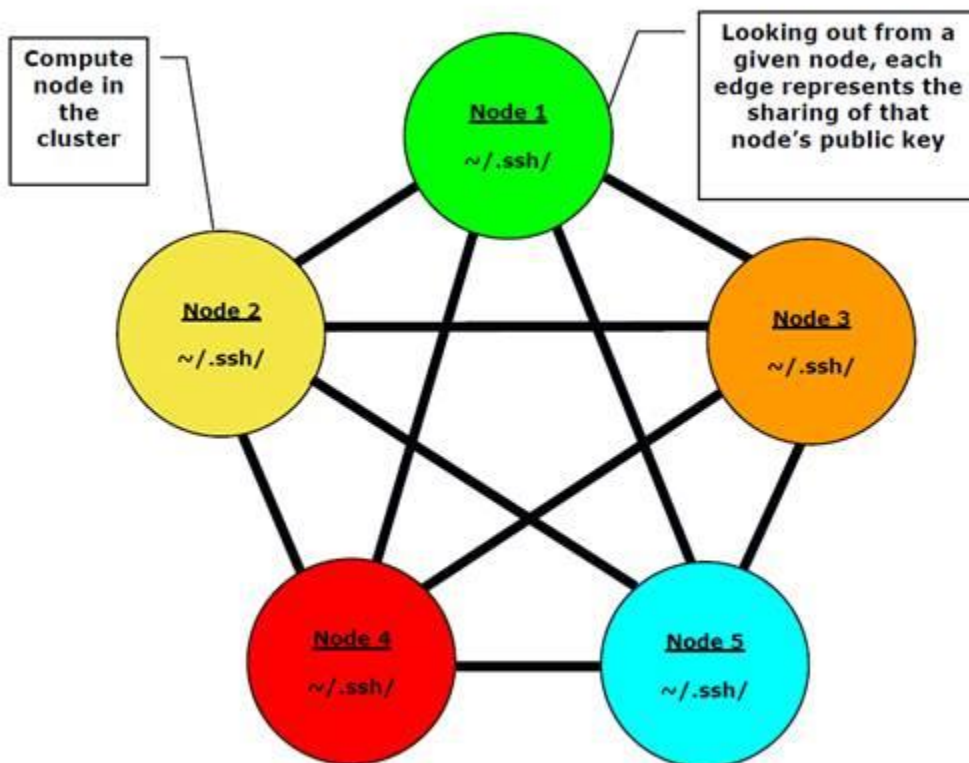 Compute
node in
the
cluster
Looking out from a
given node, each
edge represents the
sharing of that
node's public key
Node 1
~/.ssh/
Node 2
~/.ssh/
Node 3
~/.ssh/
Node 4
~/.ssh/
Node 5
~/.ssh/